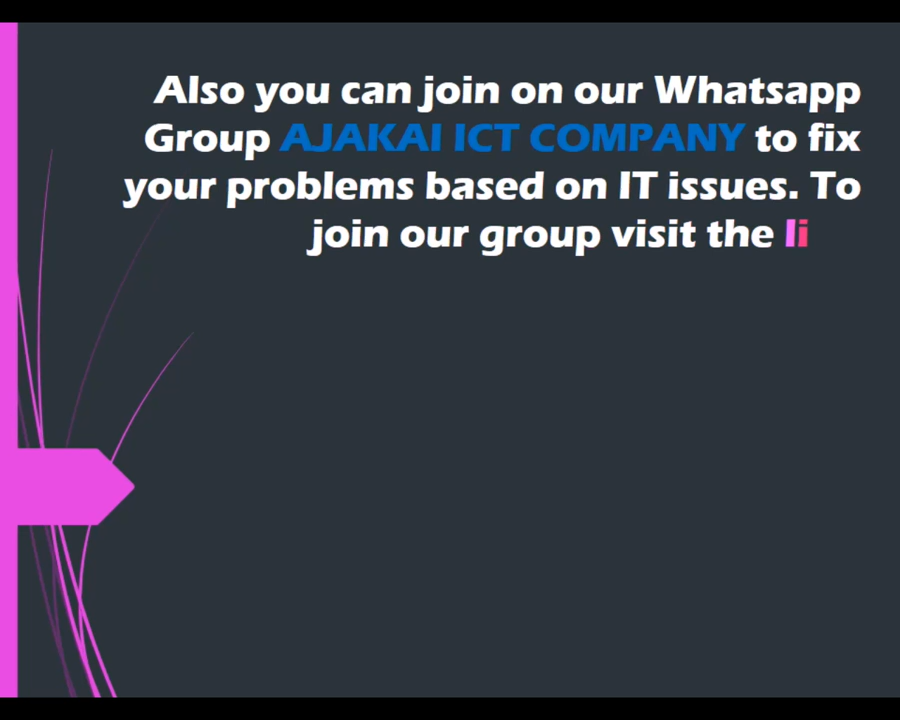 Also you can join on our Whatsapp
Group AJAKAI ICT COMPANY to fix
your problems based on IT issues. To
join our group visit the li